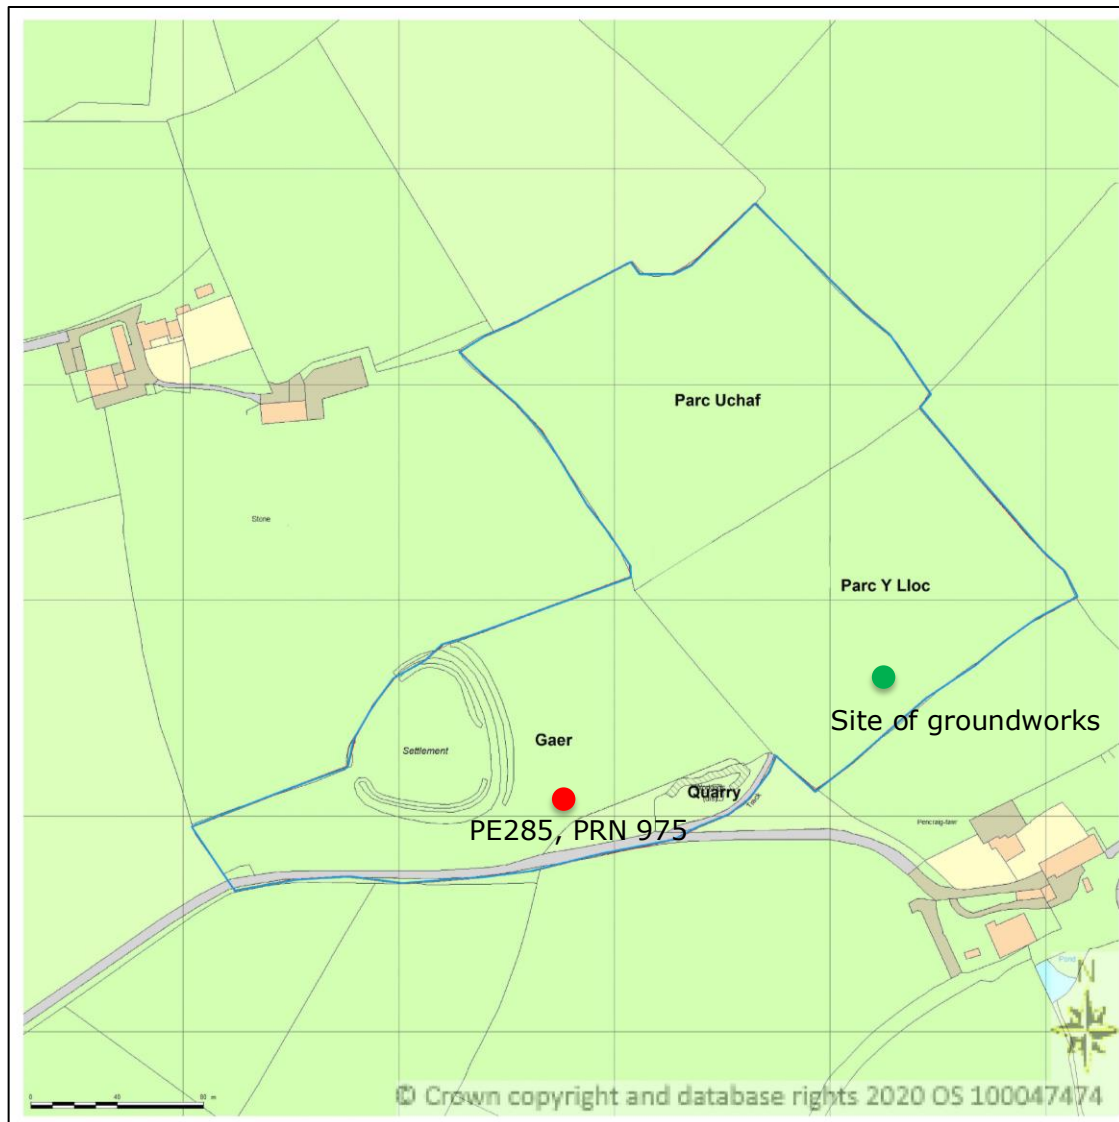 Parc Uchaf
Stone
Parc Y Lloc
Site of groundworks
Gaer
Settlement
Quarry
Track
PE285, PRN 975
Pencraig-fawr
Pond
N
0 40 80 m
© Crown copyright and database rights 2020 OS 100047474